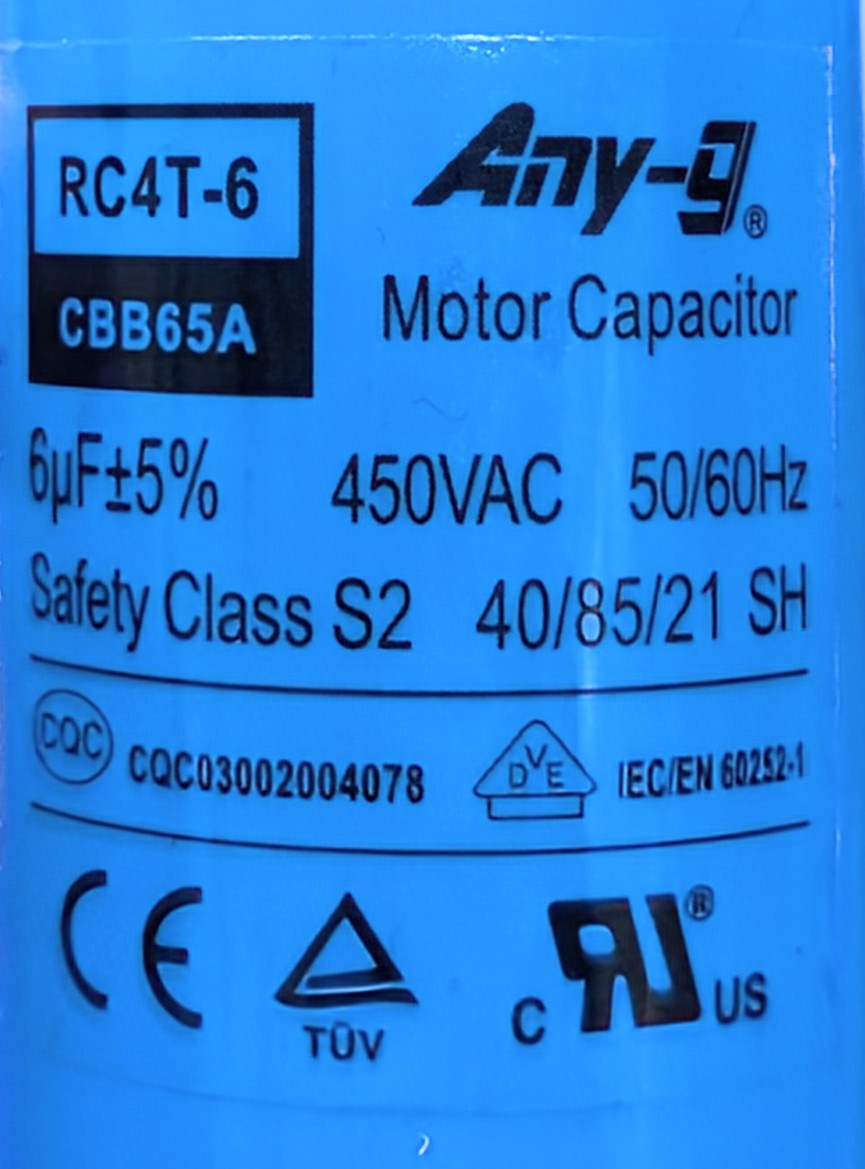 RC4T-6
Any-g®
CBB65A
Motor Capacitor
6µF±5% 450VAC 50/60Hz
Safety Class S2 40/85/21 SH
CQC CQC03002004078 DVE IEC/EN 60252-1
CE TÜV c RU® US